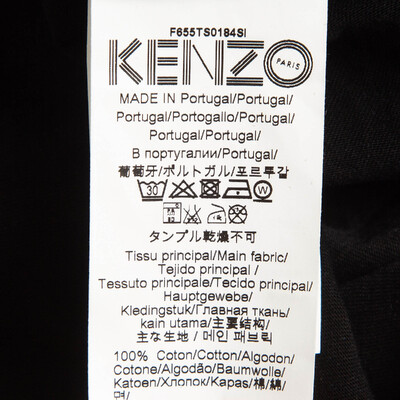 F655TS0184SI
KENZO
PARIS
MADE IN Portugal/Portugal/
Portugal/Portogallo/Portugal/
Portugal/Portugal/
В португалии/Portugal/
葡萄牙/ポルトガル/포르투갈
30 W
タンブル乾燥不可
Tissu principal/Main fabric/
Tejido principal /
Tessuto principale/Tecido principal/
Hauptgewebe/
Kledingstuk/Главная ткань/
kain utama/主要结构/
主な生地 / 메인 패브릭
100% Coton/Cotton/Algodon/
Cotone/Algodão/Baumwolle/
Katoen/Хлопок/Kapas/棉/綿/
면/